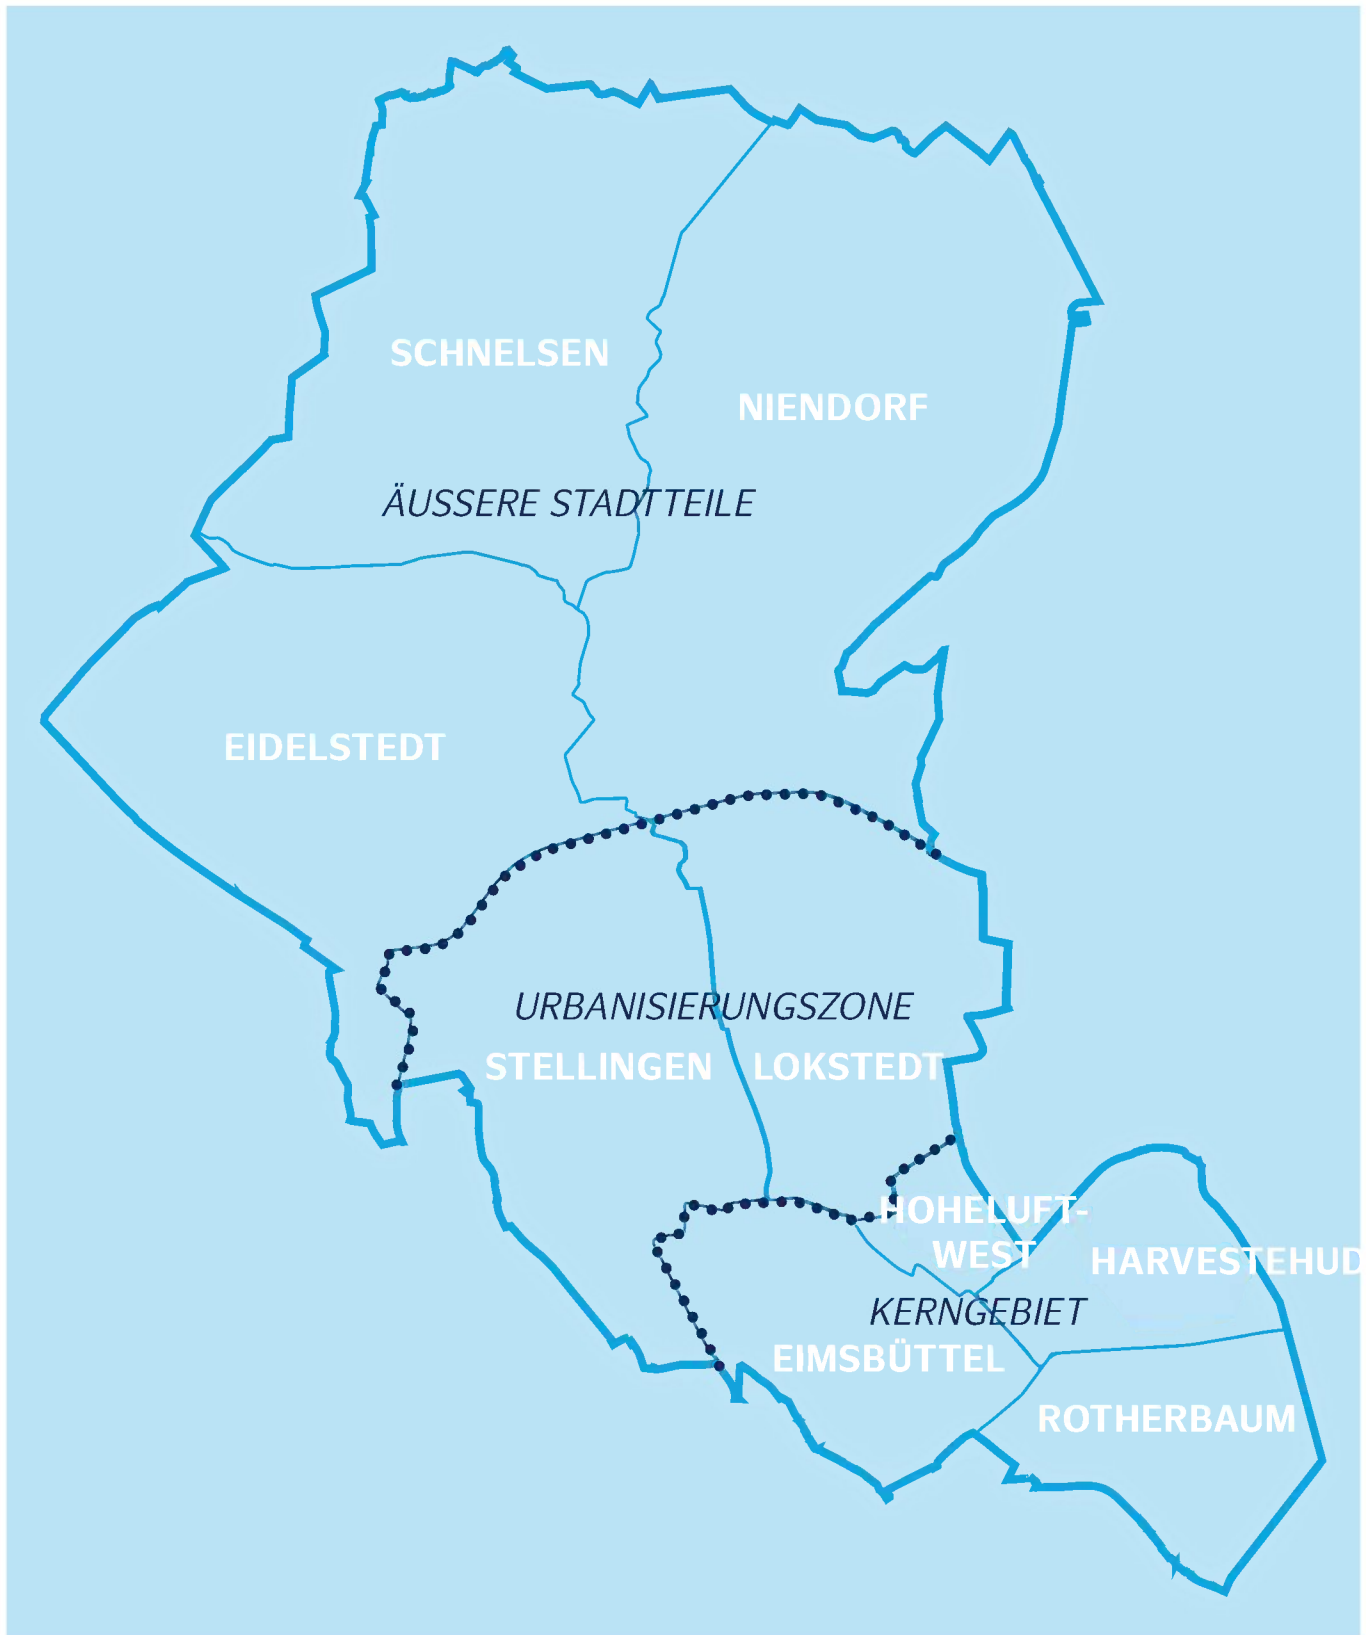 SCHNELSEN
NIENDORF
ÄUSSERE STADTTEILE
EIDELSTEDT
URBANISIERUNGSZONE
STELLINGEN
LOKSTEDT
HOHELUFT-
WEST
HARVESTEHUD
KERNGEBIET
EIMSBÜTTEL
ROTHERBAUM